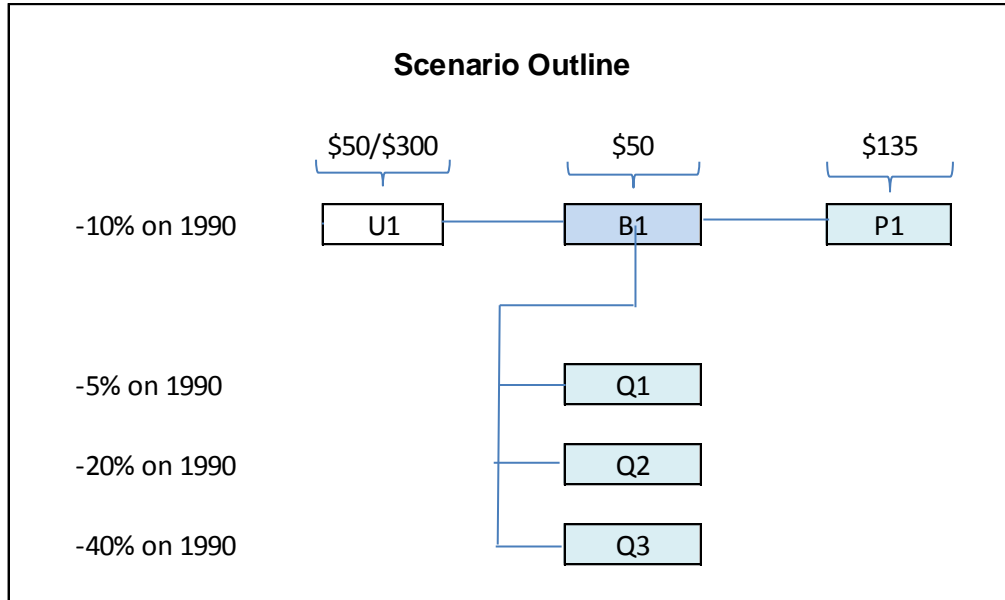 Scenario Outline
$50/$300 $50 $135
-10% on 1990 U1 B1 P1
-5% on 1990 Q1
-20% on 1990 Q2
-40% on 1990 Q3